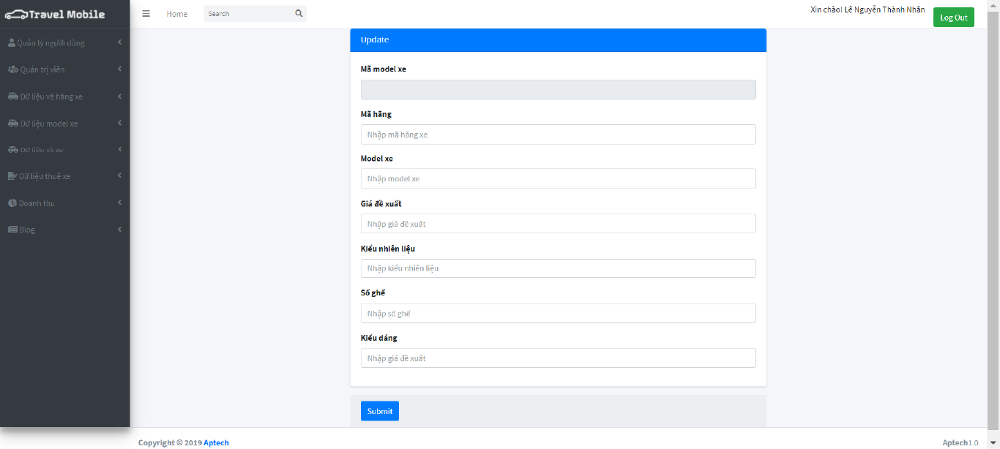 Travel Mobile
Home
Search
Xin chào! Lê Nguyễn Thành Nhân
Log Out
Quản lý người dùng
Quản trị viên
Dữ liệu về hãng xe
Dữ liệu model xe
Dữ liệu về xe
Dữ liệu thuê xe
Doanh thu
Blog
Update
Mã model xe
Mã hãng
Nhập mã hãng xe
Model xe
Nhập model xe
Giá đề xuất
Nhập giá đề xuất
Kiểu nhiên liệu
Nhập kiểu nhiên liệu
Số ghế
Nhập số ghế
Kiểu dáng
Nhập giá đề xuất
Submit
Copyright © 2019 Aptech
Aptech1.0